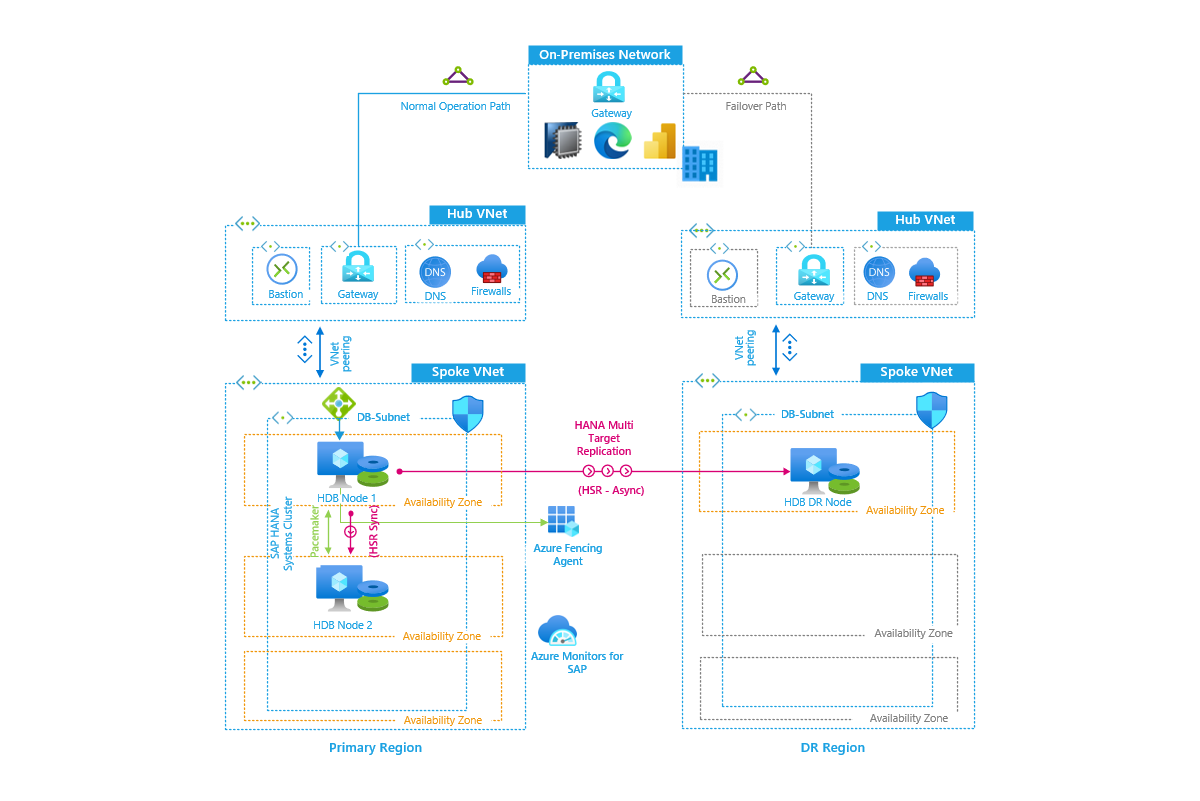 On-Premises Network
Gateway
Normal Operation Path
Failover Path
Hub VNet
Bastion
Gateway
DNS
DNS
Firewalls
Hub VNet
Bastion
Gateway
DNS
DNS
Firewalls
VNet
peering
VNet
peering
Spoke VNet
DB-Subnet
HDB Node 1
Availability Zone
SAP HANA
Systems Cluster
Pacemaker
(HSR Sync)
HDB Node 2
Availability Zone
Availability Zone
Primary Region
HANA Multi
Target
Replication
(HSR - Async)
Azure Fencing
Agent
Azure Monitors for
SAP
Spoke VNet
DB-Subnet
HDB DR Node
Availability Zone
Availability Zone
Availability Zone
DR Region